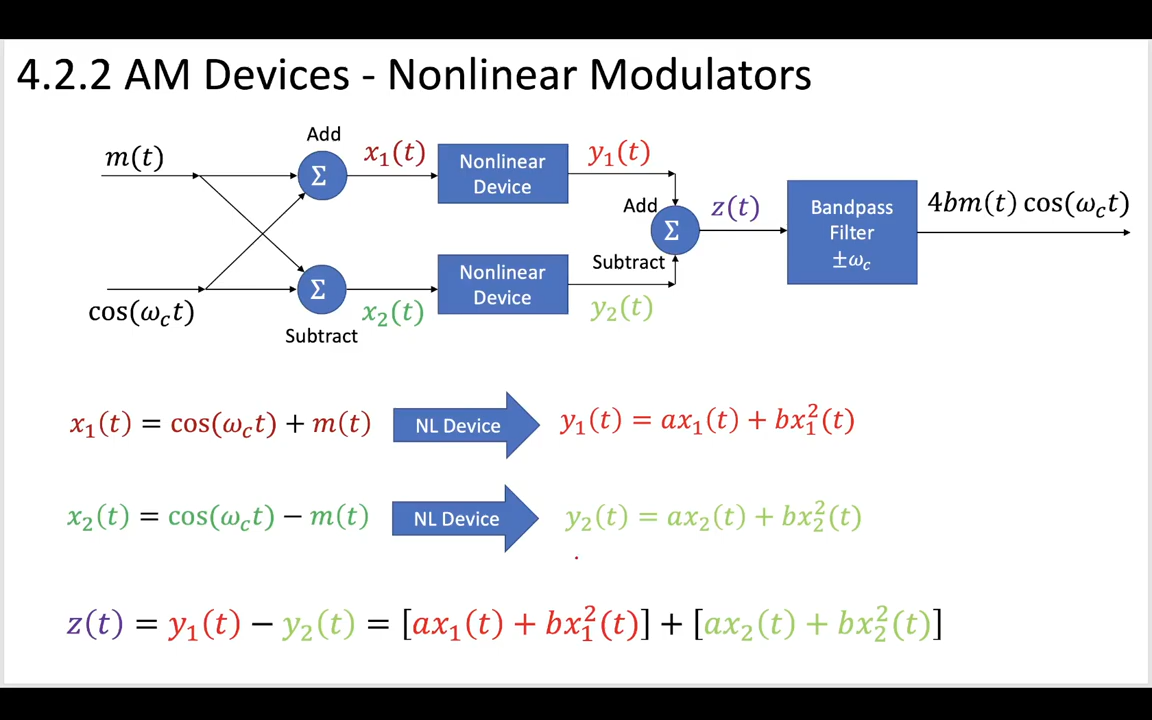 4.2.2 AM Devices - Nonlinear Modulators
Add
m(t)
x₁(t)
Nonlinear
Device
y₁(t)
Σ
Add
z(t)
Σ
Bandpass
Filter
±ω_c
4bm(t) cos(ω_c t)
Subtract
cos(ω_c t)
Σ
Subtract
x₂(t)
Nonlinear
Device
y₂(t)
x₁(t) = cos(ω_c t) + m(t)
NL Device
y₁(t) = ax₁(t) + bx₁²(t)
x₂(t) = cos(ω_c t) − m(t)
NL Device
y₂(t) = ax₂(t) + bx₂²(t)
z(t) = y₁(t) − y₂(t) = [ax₁(t) + bx₁²(t)] + [ax₂(t) + bx₂²(t)]